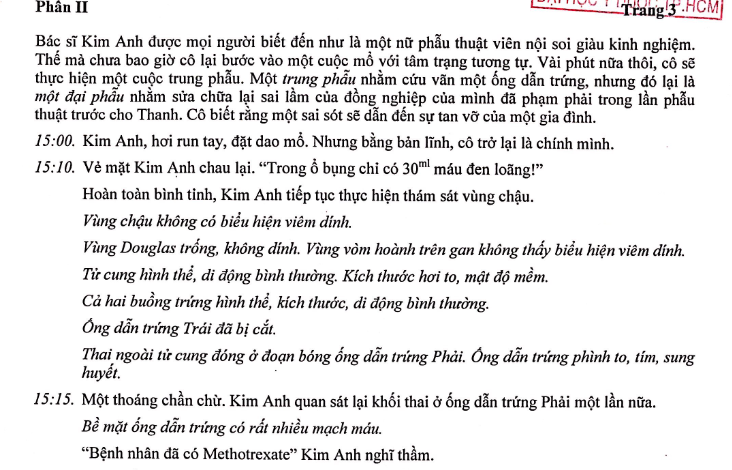 Phần II
Trang 3
Bác sĩ Kim Anh được mọi người biết đến như là một nữ phẫu thuật viên nội soi giàu kinh nghiệm.
Thế mà chưa bao giờ cô lại bước vào một cuộc mổ với tâm trạng tương tự. Vài phút nữa thôi, cô sẽ
thực hiện một cuộc trung phẫu. Một trung phẫu nhằm cứu vãn một ống dẫn trứng, nhưng đó lại là
một đại phẫu nhằm sửa chữa lại sai lầm của đồng nghiệp của mình đã phạm phải trong lần phẫu
thuật trước cho Thanh. Cô biết rằng một sai sót sẽ dẫn đến sự tan vỡ của một gia đình.
15:00. Kim Anh, hơi run tay, đặt dao mổ. Nhưng bằng bản lĩnh, cô trở lại là chính mình.
15:10. Vẻ mặt Kim Anh chau lại. “Trong ổ bụng chỉ có 30ml máu đen loãng!”
Hoàn toàn bình tỉnh, Kim Anh tiếp tục thực hiện thám sát vùng chậu.
Vùng chậu không có biểu hiện viêm dính.
Vùng Douglas trống, không dính. Vùng vòm hoành trên gan không thấy biểu hiện viêm dính.
Tử cung hình thể, di động bình thường. Kích thước hơi to, mật độ mềm.
Cả hai buồng trứng hình thể, kích thước, di động bình thường.
Ống dẫn trứng Trái đã bị cắt.
Thai ngoài tử cung đóng ở đoạn bóng ống dẫn trứng Phải. Ống dẫn trứng phình to, tím, sung
huyết.
15:15. Một thoáng chần chừ. Kim Anh quan sát lại khối thai ở ống dẫn trứng Phải một lần nữa.
Bề mặt ống dẫn trứng có rất nhiều mạch máu.
“Bệnh nhân đã có Methotrexate” Kim Anh nghĩ thầm.